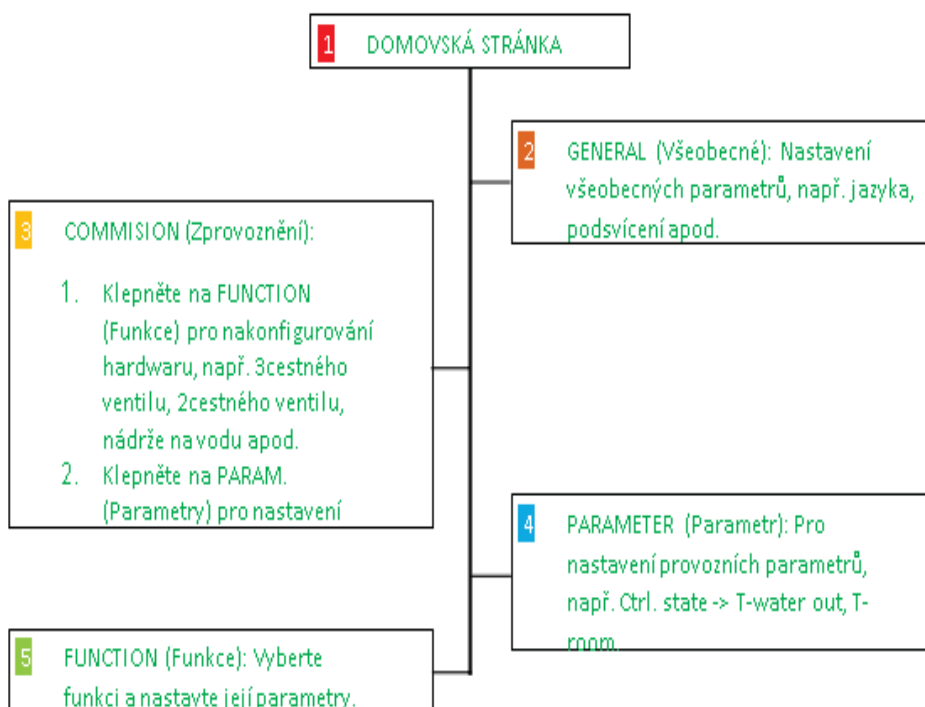 1 DOMOVSKÁ STRÁNKA
2 GENERAL (Všeobecné): Nastavení
všeobecných parametrů, např. jazyka,
podsvícení apod.
3 COMMISION (Zprovoznění):
1. Klepněte na FUNCTION
(Funkce) pro nakonfigurování
hardwaru, např. 3cestného
ventilu, 2cestného ventilu,
nádrže na vodu apod.
2. Klepněte na PARAM.
(Parametry) pro nastavení
4 PARAMETER (Parametr): Pro
nastavení provozních parametrů,
např. Ctrl. state -> T-water out, T-
room.
5 FUNCTION (Funkce): Vyberte
funkci a nastavte její parametry.